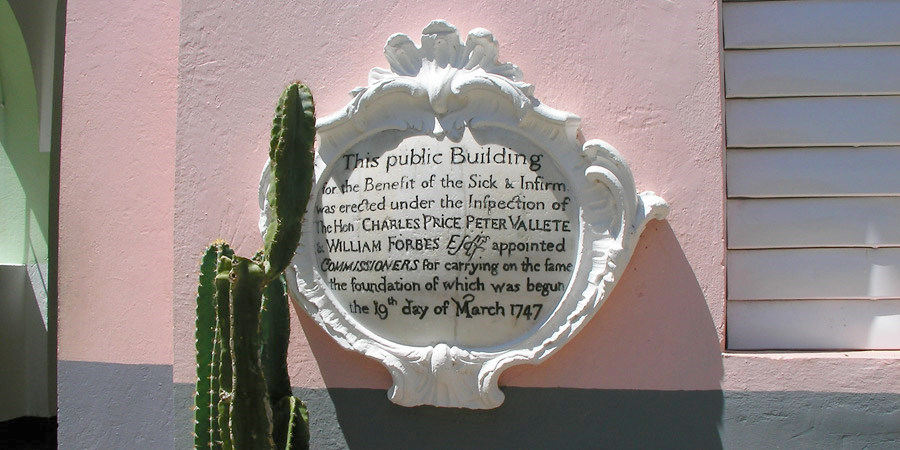 This public Building
for the Benefit of the Sick & Infirm
was erected under the Inſpection of
The Hon CHARLES PRICE PETER VALLETE
& WILLIAM FORBES Eſqrs appointed
COMMISSIONERS for carrying on the ſame
the foundation of which was begun
the 19th day of March 1747